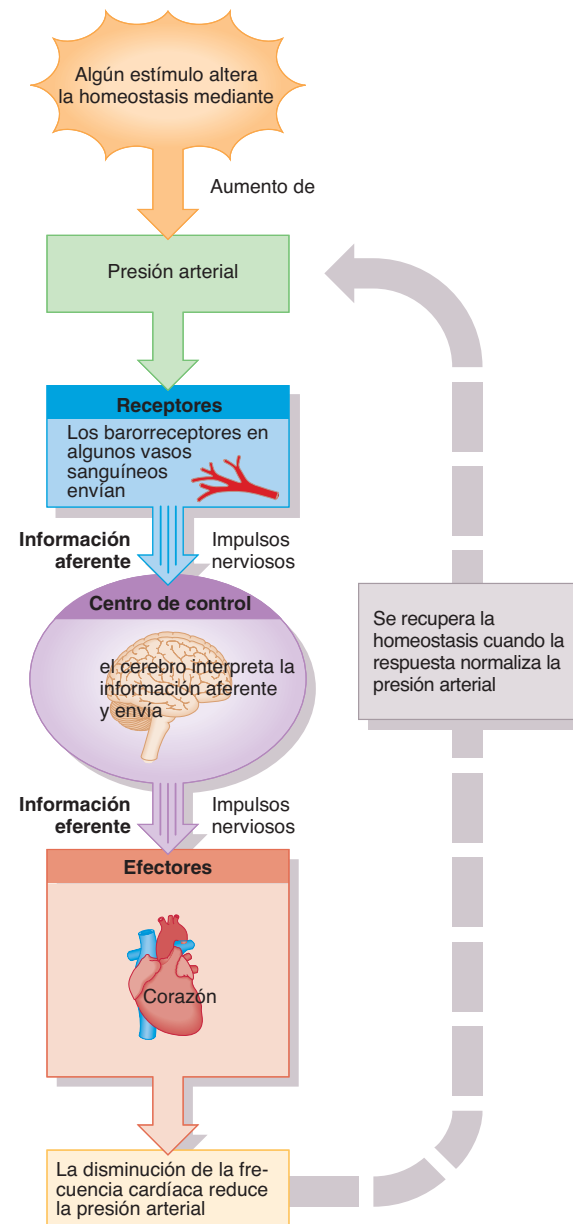 Algún estímulo altera
la homeostasis mediante
Aumento de
Presión arterial
Receptores
Los barorreceptores en
algunos vasos
sanguíneos
envían
Información
aferente
Impulsos
nerviosos
Centro de control
el cerebro interpreta la
información aferente
y envía
Información
eferente
Impulsos
nerviosos
Efectores
Corazón
La disminución de la fre-
cuencia cardíaca reduce
la presión arterial
Se recupera la
homeostasis cuando la
respuesta normaliza la
presión arterial